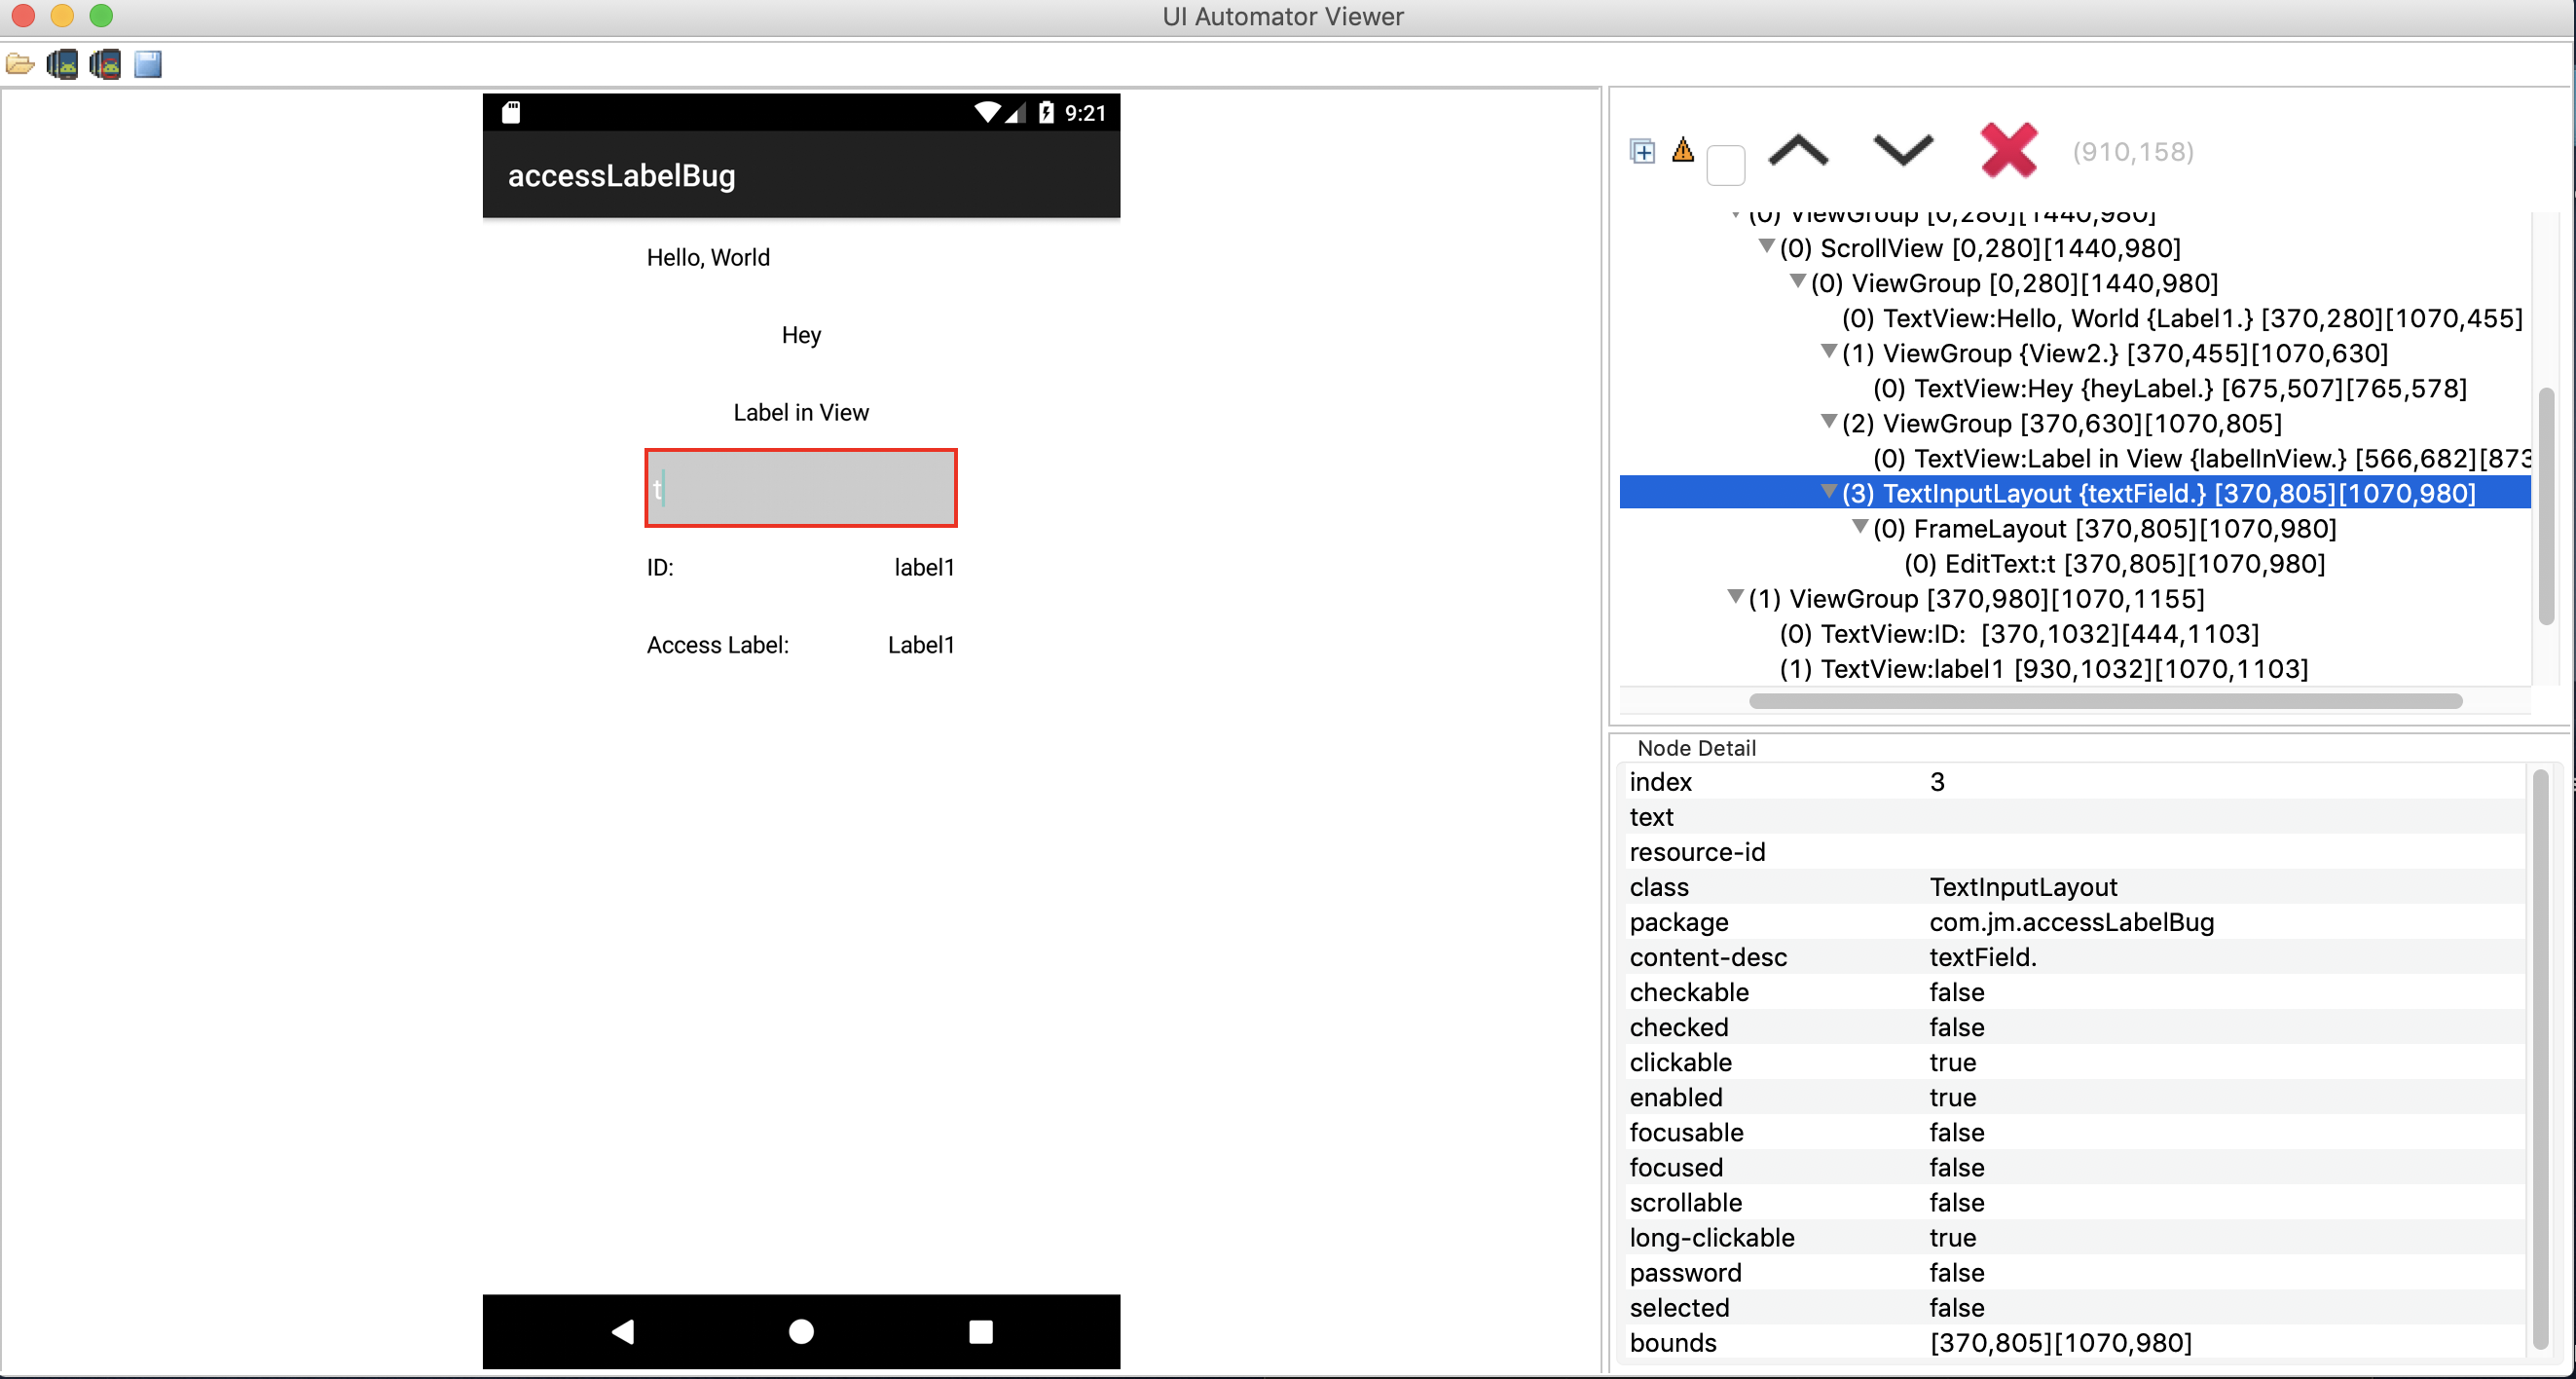 UI Automator Viewer
9:21
accessLabelBug
Hello, World
Hey
Label in View
t
ID: label1
Access Label: Label1
(910,158)
(0) ViewGroup [0,280][1440,980]
(0) ScrollView [0,280][1440,980]
(0) ViewGroup [0,280][1440,980]
(0) TextView:Hello, World {Label1.} [370,280][1070,455]
(1) ViewGroup {View2.} [370,455][1070,630]
(0) TextView:Hey {heyLabel.} [675,507][765,578]
(2) ViewGroup [370,630][1070,805]
(0) TextView:Label in View {labelInView.} [566,682][873
(3) TextInputLayout {textField.} [370,805][1070,980]
(0) FrameLayout [370,805][1070,980]
(0) EditText:t [370,805][1070,980]
(1) ViewGroup [370,980][1070,1155]
(0) TextView:ID:  [370,1032][444,1103]
(1) TextView:label1 [930,1032][1070,1103]
Node Detail
index 3
text
resource-id
class TextInputLayout
package com.jm.accessLabelBug
content-desc textField.
checkable false
checked false
clickable true
enabled true
focusable false
focused false
scrollable false
long-clickable true
password false
selected false
bounds [370,805][1070,980]